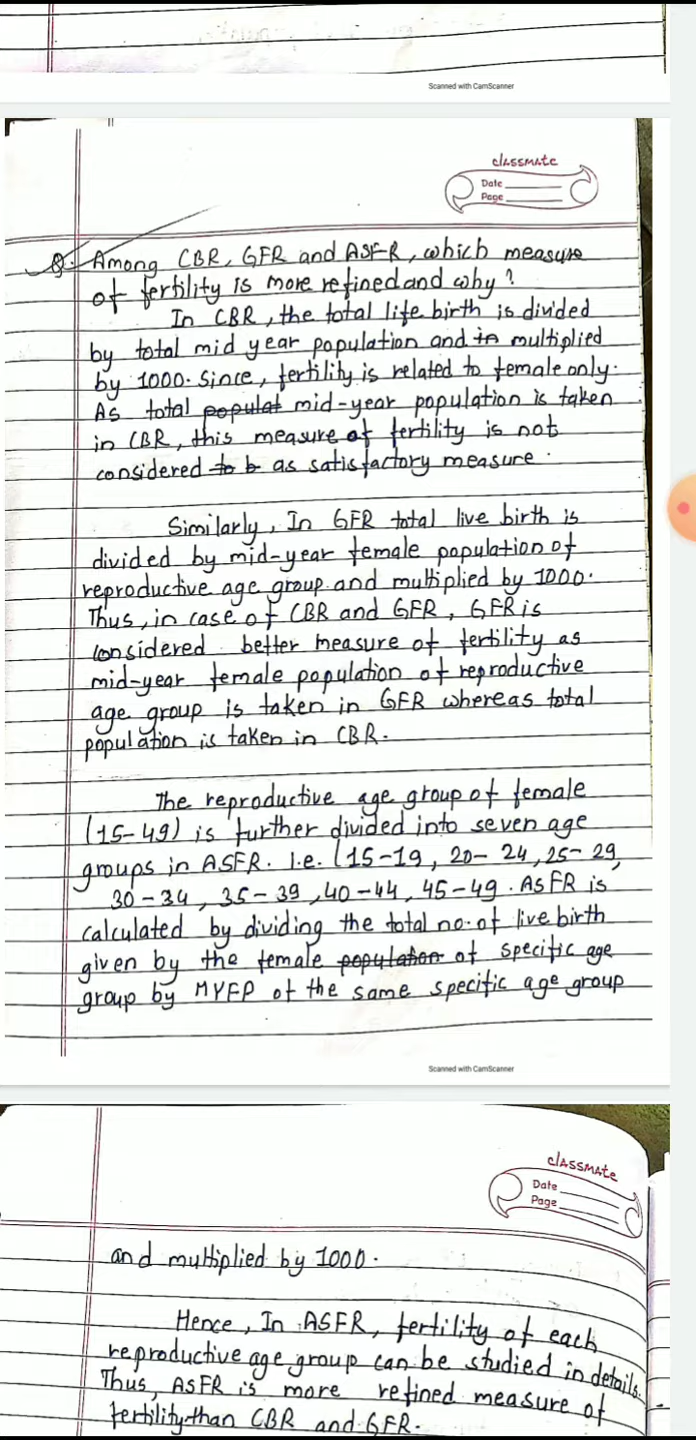 Scanned with CamScanner
classmate
Date
Page
Q. Among CBR, GFR and ASFR, which measure
of fertility is more refined and why?
In CBR, the total life birth is divided
by total mid year population and in multiplied
by 1000. since, fertility is related to female only.
As total populat mid-year population is taken
in CBR, this measure of fertility is not
considered to b as satisfactory measure.
Similarly, In GFR total live birth is
divided by mid-year female population of
reproductive age group and multiplied by 1000.
Thus, in case of CBR and GFR, GFR is
considered better measure of fertility as
mid-year female population of reproductive
age group is taken in GFR whereas total
population is taken in CBR.
The reproductive age group of female
(15-49) is further divided into seven age
groups in ASFR. I.e. (15-19, 20-24, 25-29,
30-34, 35-39, 40-44, 45-49. ASFR is
calculated by dividing the total no. of live birth
given by the female population of specific age
group by MYFP of the same specific age group
Scanned with CamScanner
classmate
Date
Page
and multiplied by 1000.
Hence, In ASFR, fertility of each
reproductive age group can be studied in details.
Thus, ASFR is more refined measure of
fertility than CBR and GFR.